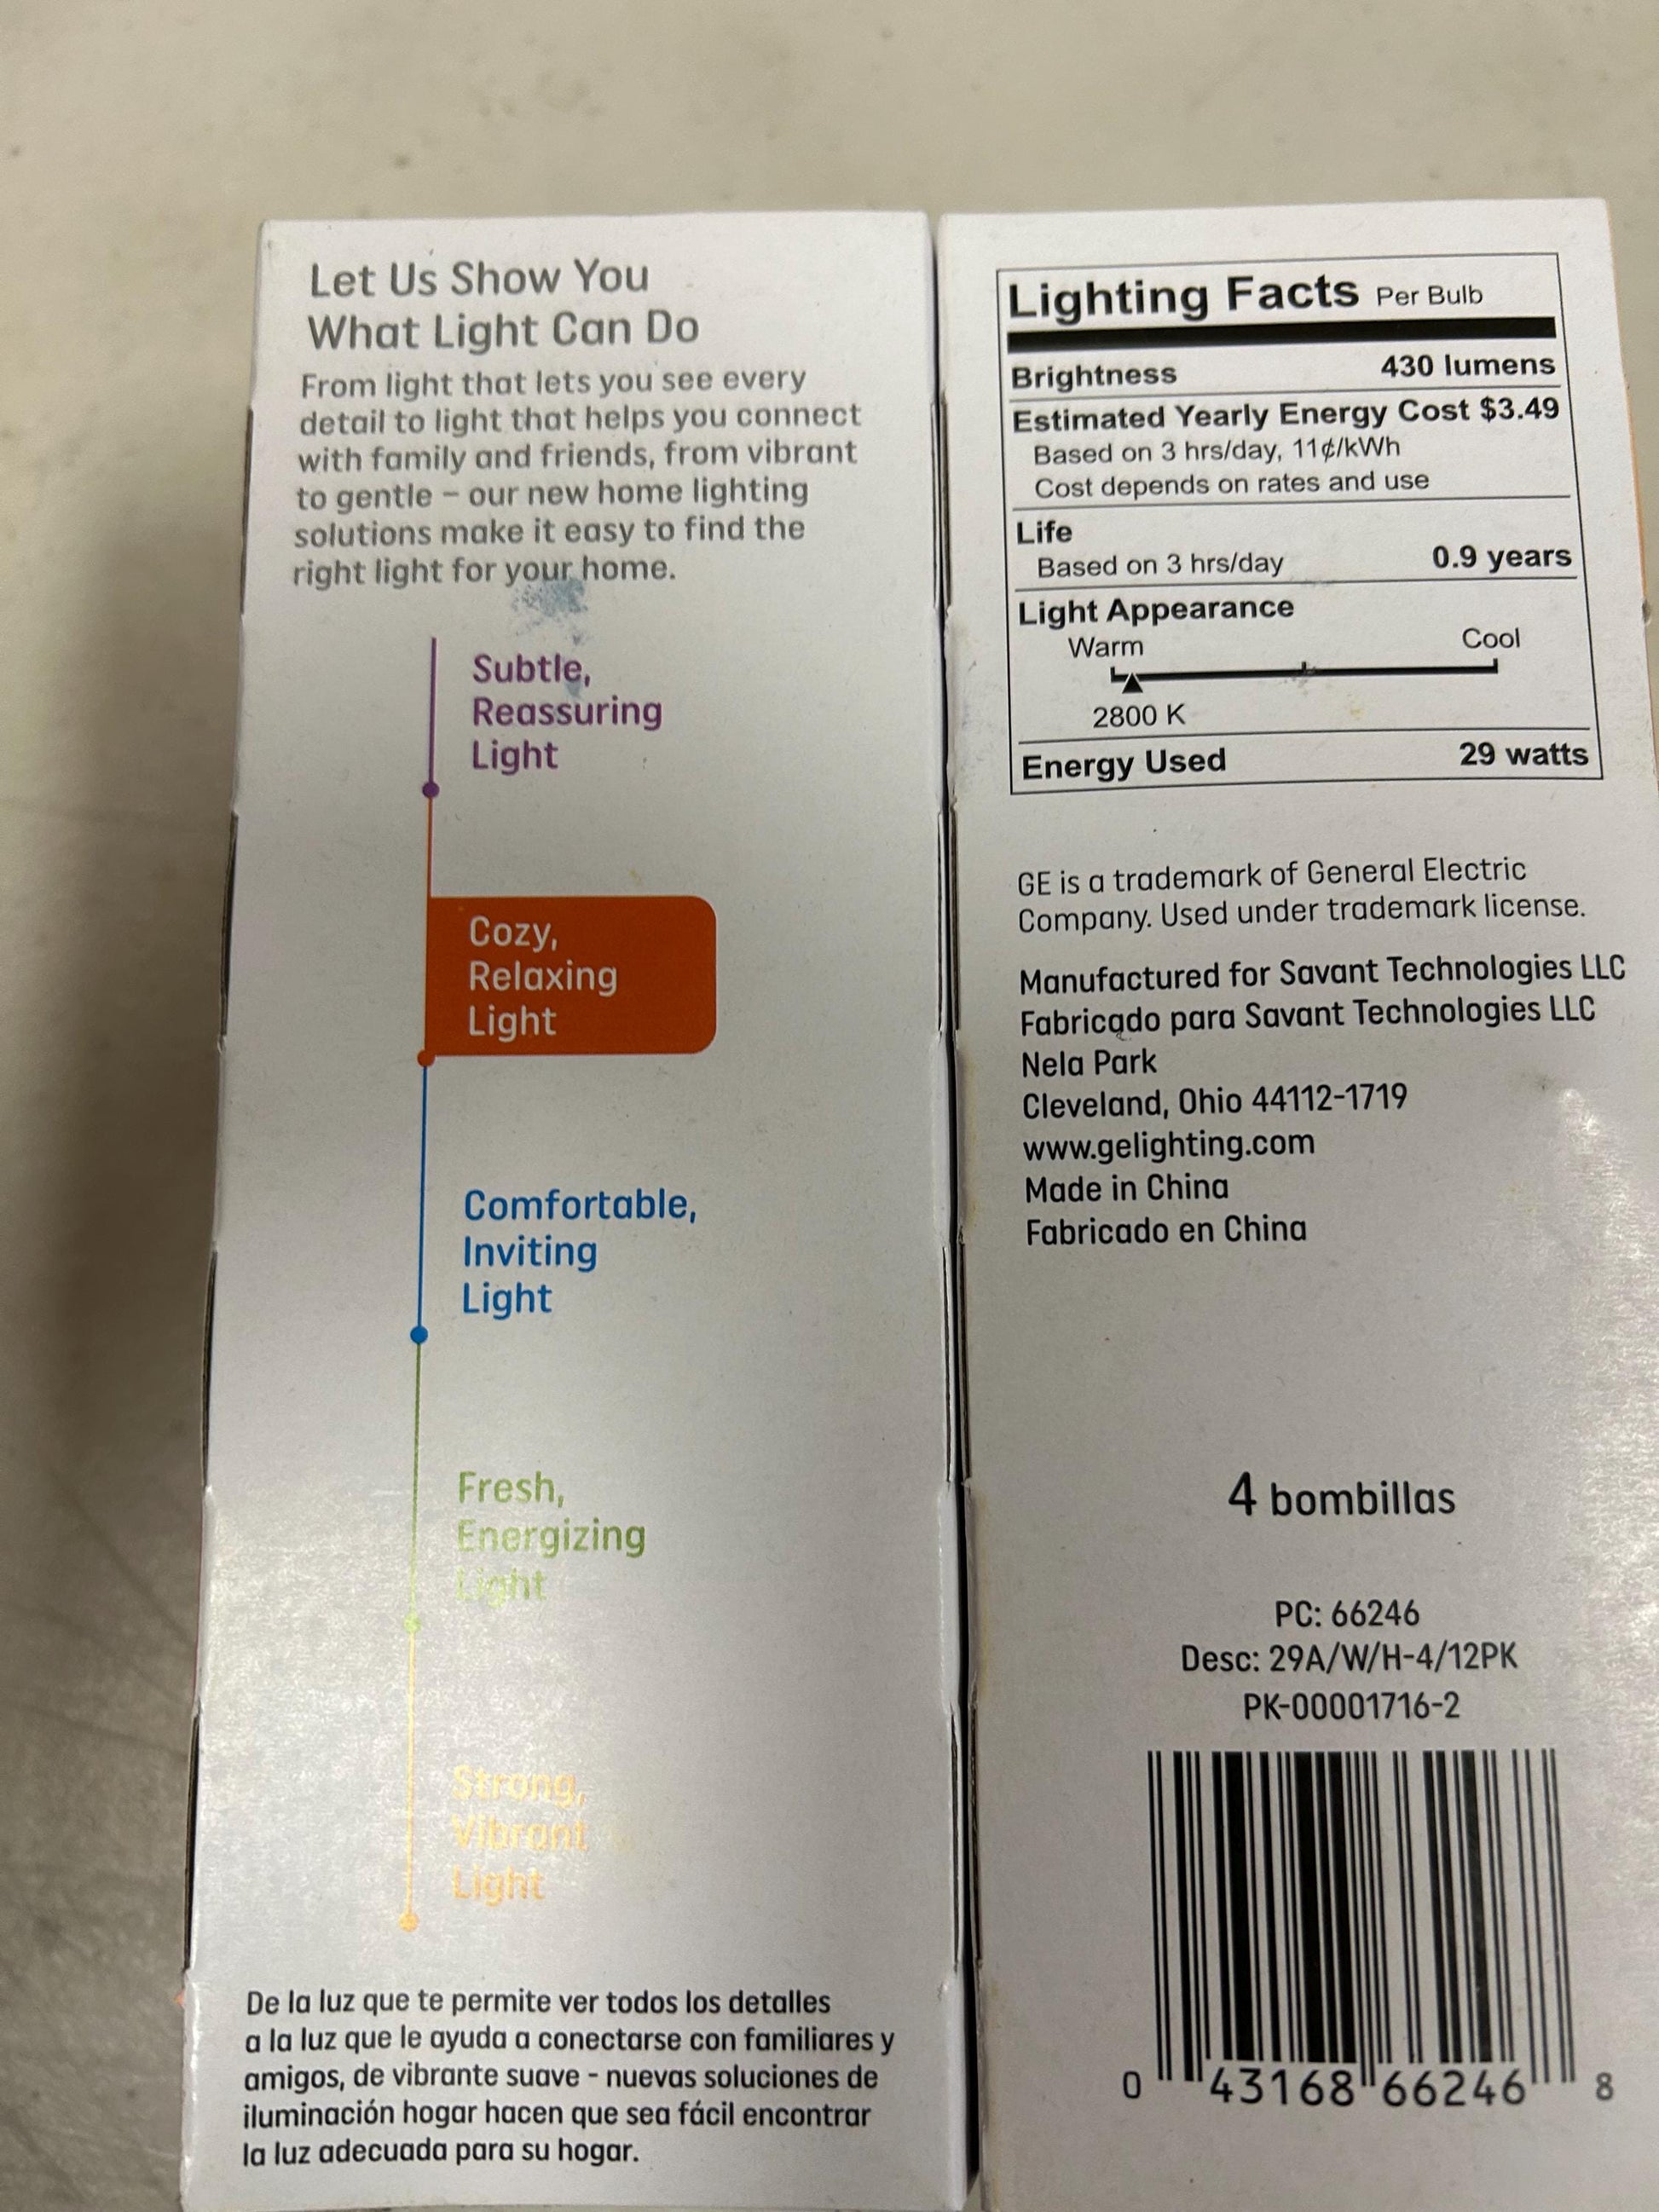 Let Us Show You
What Light Can Do
From light that lets you see every
detail to light that helps you connect
with family and friends, from vibrant
to gentle – our new home lighting
solutions make it easy to find the
right light for your home.
Subtle,
Reassuring
Light
Cozy,
Relaxing
Light
Comfortable,
Inviting
Light
Fresh,
Energizing
Light
Strong,
Vibrant
Light
De la luz que te permite ver todos los detalles
a la luz que le ayuda a conectarse con familiares y
amigos, de vibrante suave - nuevas soluciones de
iluminación hogar hacen que sea fácil encontrar
la luz adecuada para su hogar.
Lighting Facts Per Bulb
Brightness 430 lumens
Estimated Yearly Energy Cost $3.49
Based on 3 hrs/day, 11¢/kWh
Cost depends on rates and use
Life
Based on 3 hrs/day 0.9 years
Light Appearance
Warm Cool
2800 K
Energy Used 29 watts
GE is a trademark of General Electric
Company. Used under trademark license.
Manufactured for Savant Technologies LLC
Fabricado para Savant Technologies LLC
Nela Park
Cleveland, Ohio 44112-1719
www.gelighting.com
Made in China
Fabricado en China
4 bombillas
PC: 66246
Desc: 29A/W/H-4/12PK
PK-00001716-2
0 43168 66246 8